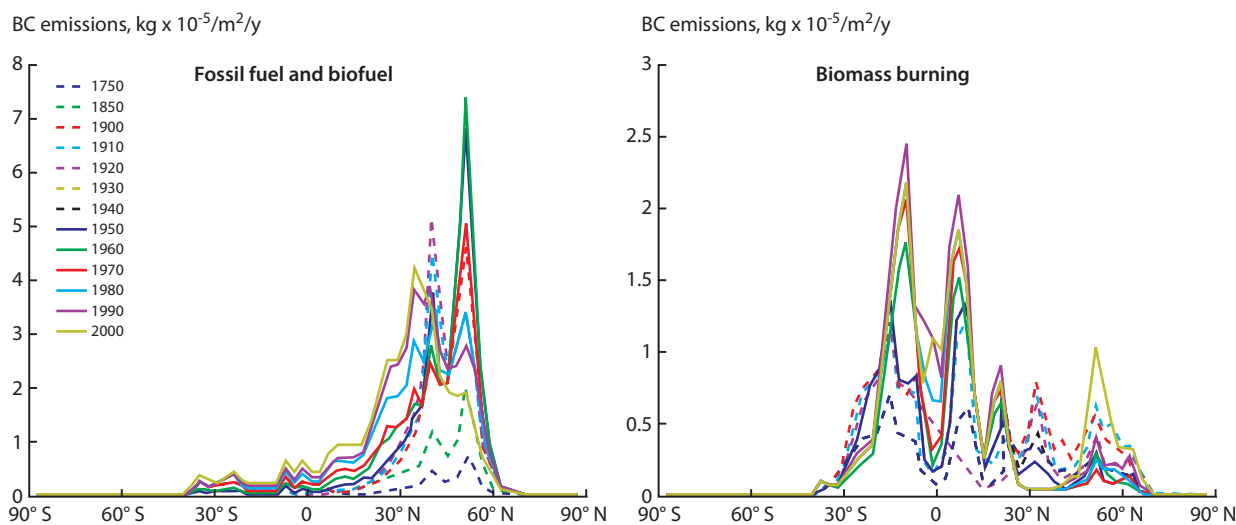 BC emissions, kg x 10-5/m2/y
Fossil fuel and biofuel
8
7
6
5
4
3
2
1
0
1750
1850
1900
1910
1920
1930
1940
1950
1960
1970
1980
1990
2000
90° S
60° S
30° S
0
30° N
60° N
90° N
BC emissions, kg x 10-5/m2/y
Biomass burning
3
2.5
2
1.5
1
0.5
0
90° S
60° S
30° S
0
30° N
60° N
90° N